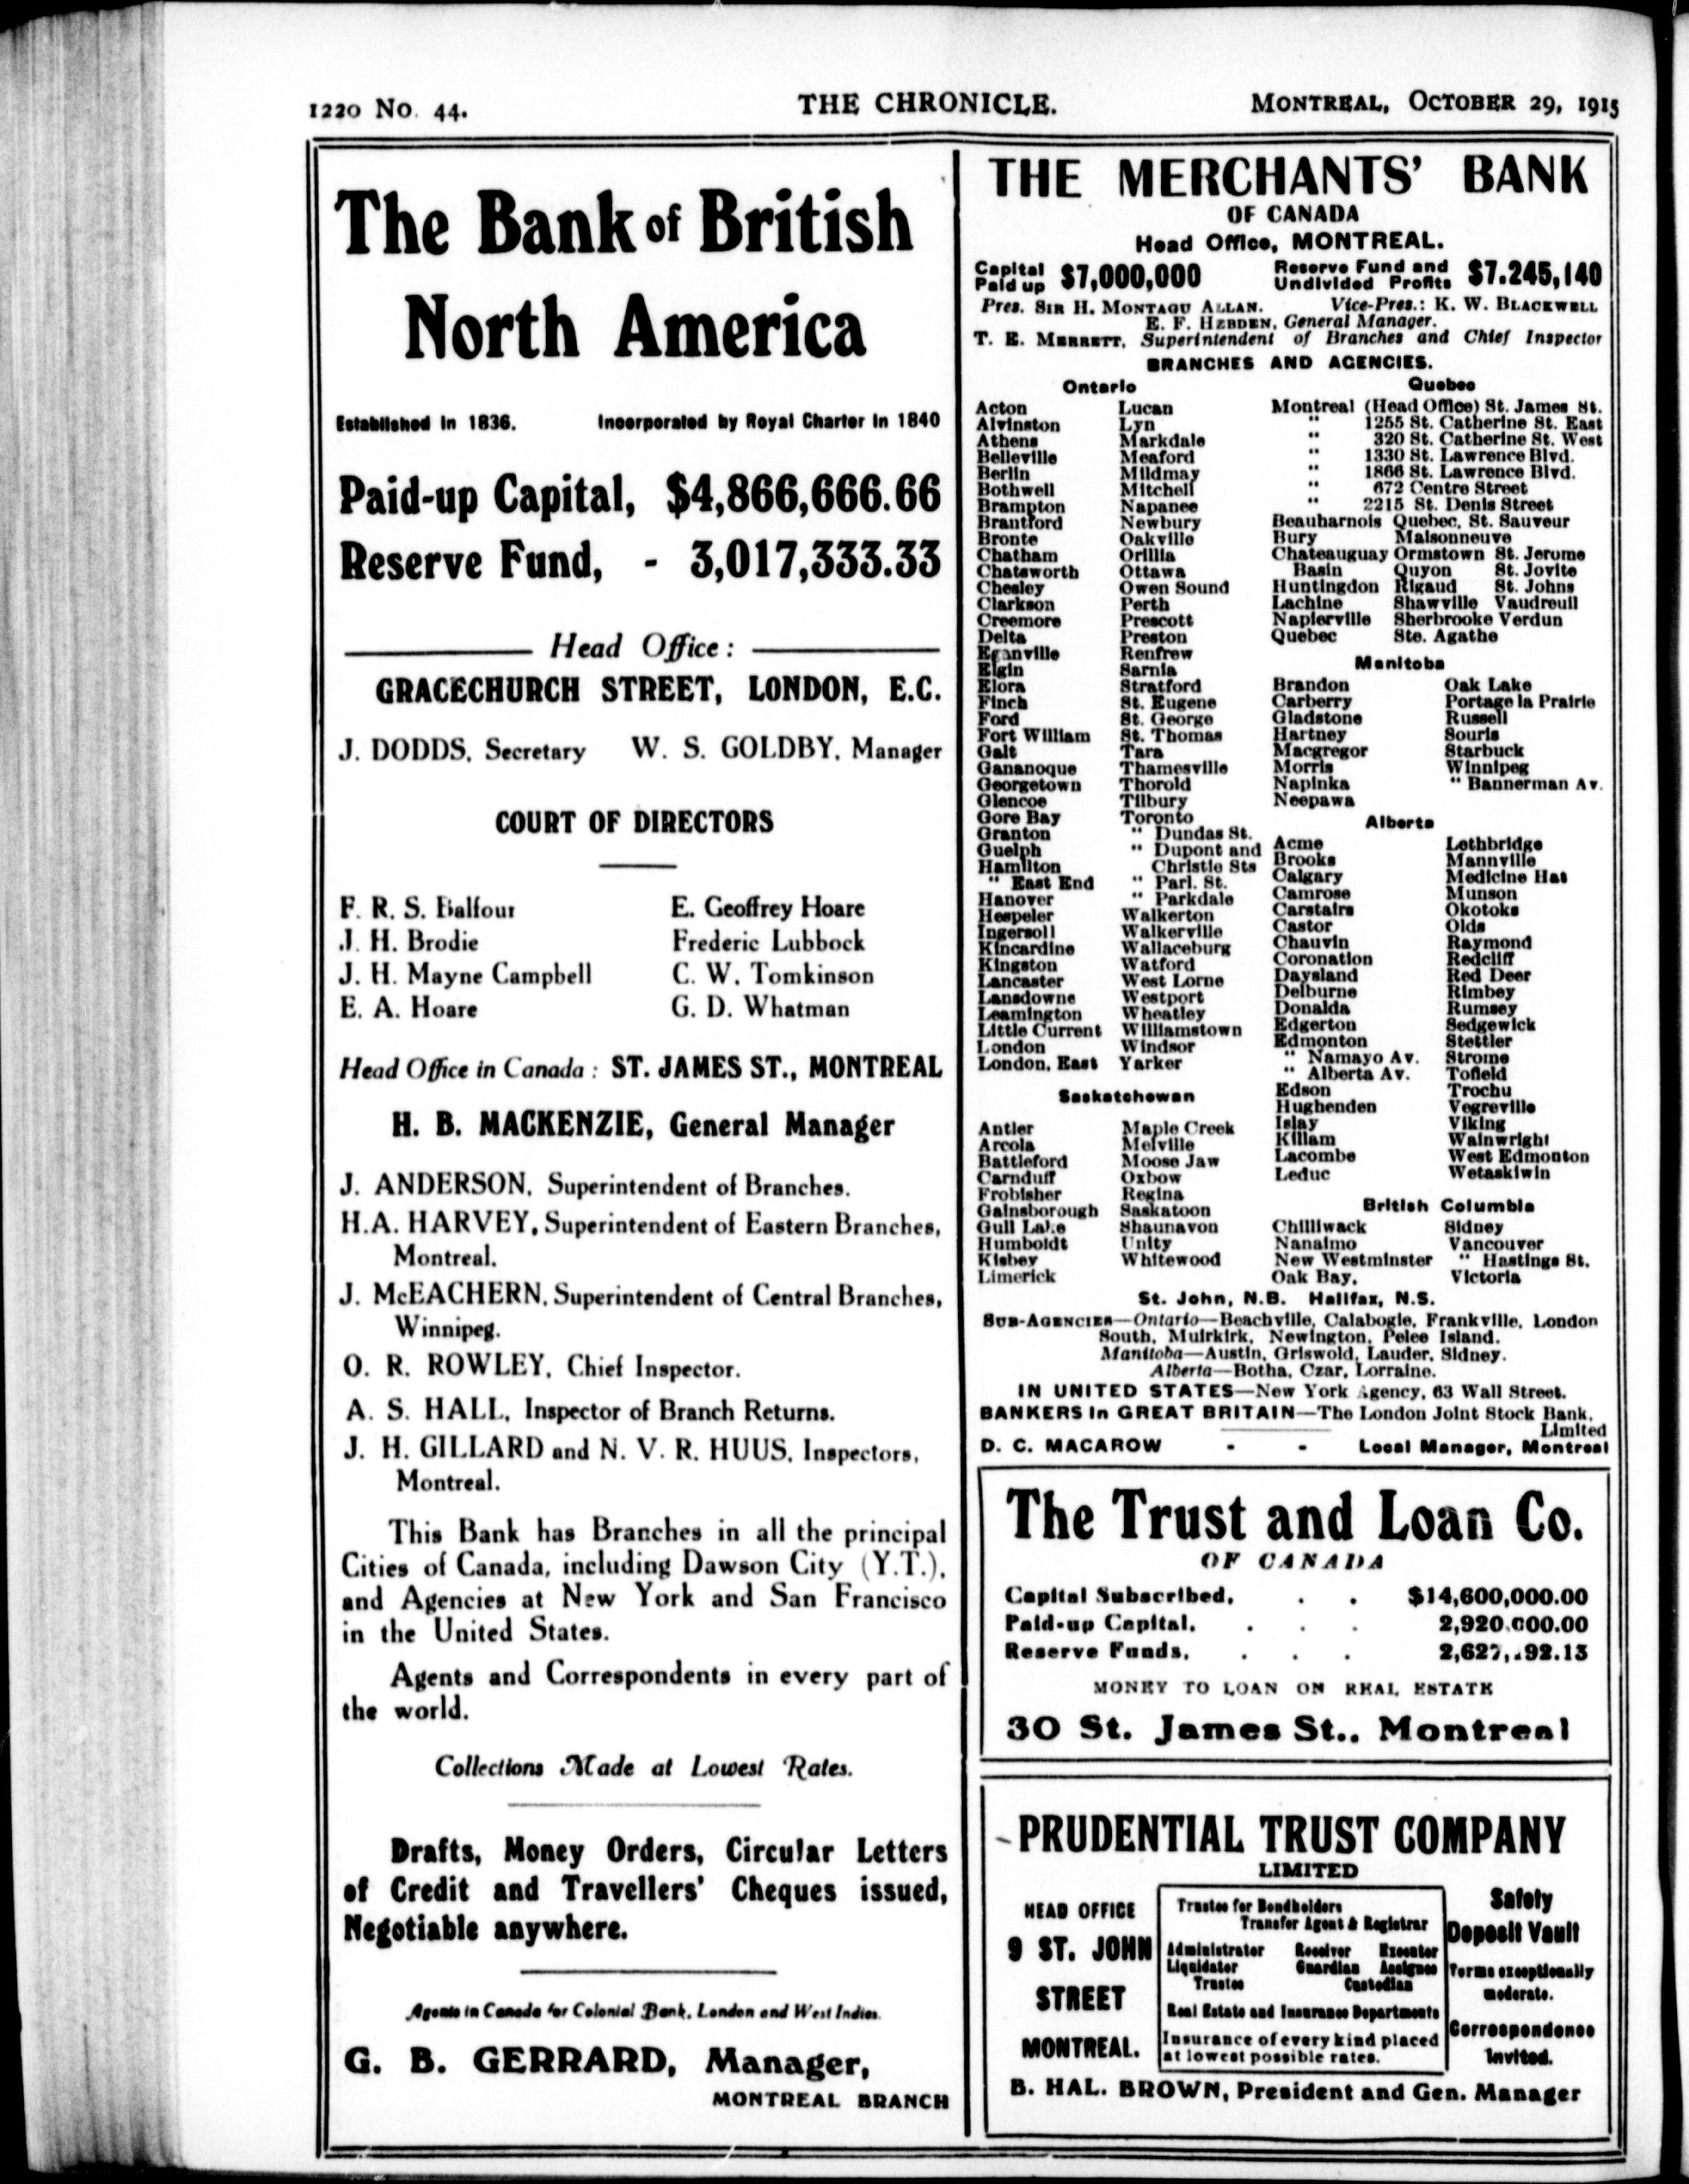 1220 No. 44. THE CHRONICLE. MONTREAL, OCTOBER 29, 1915
The Bank of British
North America
Established in 1836. Incorporated by Royal Charter in 1840
Paid-up Capital, $4,866,666.66
Reserve Fund, - 3,017,333.33
Head Office :
GRACECHURCH STREET, LONDON, E.C.
J. DODDS, Secretary W. S. GOLDBY, Manager
COURT OF DIRECTORS
F. R. S. Balfour E. Geoffrey Hoare
J. H. Brodie Frederic Lubbock
J. H. Mayne Campbell C. W. Tomkinson
E. A. Hoare G. D. Whatman
Head Office in Canada : ST. JAMES ST., MONTREAL
H. B. MACKENZIE, General Manager
J. ANDERSON, Superintendent of Branches.
H.A. HARVEY, Superintendent of Eastern Branches,
Montreal.
J. McEACHERN, Superintendent of Central Branches,
Winnipeg.
O. R. ROWLEY, Chief Inspector.
A. S. HALL, Inspector of Branch Returns.
J. H. GILLARD and N. V. R. HUUS, Inspectors,
Montreal.
This Bank has Branches in all the principal
Cities of Canada, including Dawson City (Y.T.),
and Agencies at New York and San Francisco
in the United States.
Agents and Correspondents in every part of
the world.
Collections Made at Lowest Rates.
Drafts, Money Orders, Circular Letters
of Credit and Travellers' Cheques issued,
Negotiable anywhere.
Agents in Canada for Colonial Bank, London and West Indies.
G. B. GERRARD, Manager,
MONTREAL BRANCH
THE MERCHANTS' BANK
OF CANADA
Head Office, MONTREAL.
Capital Paid up $7,000,000 Reserve Fund and Undivided Profits $7.245,140
Pres. SIR H. MONTAGU ALLAN. Vice-Pres.: K. W. BLACKWELL
E. F. HEBDEN, General Manager.
T. E. MERRETT, Superintendent of Branches and Chief Inspector
BRANCHES AND AGENCIES.
Ontario
Acton Lucan
Alvinston Lyn
Athens Markdale
Belleville Meaford
Berlin Mildmay
Bothwell Mitchell
Brampton Napanee
Brantford Newbury
Bronte Oakville
Chatham Orillia
Chatsworth Ottawa
Chesley Owen Sound
Clarkson Perth
Creemore Prescott
Delta Preston
Eganville Renfrew
Elgin Sarnia
Elora Stratford
Finch St. Eugene
Ford St. George
Fort William St. Thomas
Galt Tara
Gananoque Thamesville
Georgetown Thorold
Glencoe Tilbury
Gore Bay Toronto
Granton " Dundas St.
Guelph " Dupont and
Hamilton Christie Sts
" East End " Parl. St.
Hanover " Parkdale
Hespeler Walkerton
Ingersoll Walkerville
Kincardine Wallaceburg
Kingston Watford
Lancaster West Lorne
Lansdowne Westport
Leamington Wheatley
Little Current Williamstown
London Windsor
London, East Yarker
Saskatchewan
Antler Maple Creek
Arcola Melville
Battleford Moose Jaw
Carnduff Oxbow
Frobisher Regina
Gainsborough Saskatoon
Gull Lake Shaunavon
Humboldt Unity
Kisbey Whitewood
Limerick
Quebec
Montreal (Head Office) St. James St.
" 1255 St. Catherine St. East
" 320 St. Catherine St. West
" 1330 St. Lawrence Blvd.
" 1866 St. Lawrence Blvd.
" 672 Centre Street
" 2215 St. Denis Street
Beauharnois Quebec, St. Sauveur
Bury Maisonneuve
Chateauguay Ormstown St. Jerome
Basin Quyon St. Jovite
Huntingdon Rigaud St. Johns
Lachine Shawville Vaudreuil
Napierville Sherbrooke Verdun
Quebec Ste. Agathe
Manitoba
Brandon Oak Lake
Carberry Portage la Prairie
Gladstone Russell
Hartney Souris
Macgregor Starbuck
Morris Winnipeg
Napinka " Bannerman Av.
Neepawa
Alberta
Acme Lethbridge
Brooks Mannville
Calgary Medicine Hat
Camrose Munson
Carstairs Okotoks
Castor Olds
Chauvin Raymond
Coronation Redcliff
Daysland Red Deer
Delburne Rimbey
Donalda Rumsey
Edgerton Sedgewick
Edmonton Stettler
" Namayo Av. Strome
" Alberta Av. Tofield
Edson Trochu
Hughenden Vegreville
Islay Viking
Killam Wainwright
Lacombe West Edmonton
Leduc Wetaskiwin
British Columbia
Chilliwack Sidney
Nanaimo Vancouver
New Westminster " Hastings St.
Oak Bay, Victoria
St. John, N.B. Halifax, N.S.
SUB-AGENCIES—Ontario—Beachville, Calabogie, Frankville, London
South, Muirkirk, Newington, Pelee Island.
Manitoba—Austin, Griswold, Lauder, Sidney.
Alberta—Botha, Czar, Lorraine.
IN UNITED STATES—New York Agency, 63 Wall Street.
BANKERS in GREAT BRITAIN—The London Joint Stock Bank,
Limited
D. C. MACAROW - - Local Manager, Montreal
The Trust and Loan Co.
OF CANADA
Capital Subscribed, . . $14,600,000.00
Paid-up Capital, . . . 2,920,000.00
Reserve Funds, . . .
MONEY TO LOAN ON REAL ESTATE
30 St. James St., Montreal
PRUDENTIAL TRUST COMPANY
LIMITED
HEAD OFFICE
9 ST. JOHN
STREET
MONTREAL.
Trustee for Bondholders
Transfer Agent & Registrar
Administrator Receiver Executor
Liquidator Guardian Assignee
Trustee Custodian
Real Estate and Insurance Departments
Insurance of every kind placed
at lowest possible rates.
Safety
Deposit Vault
Terms exceptionally
moderate.
Correspondence
Invited.
B. HAL. BROWN, President and Gen. Manager